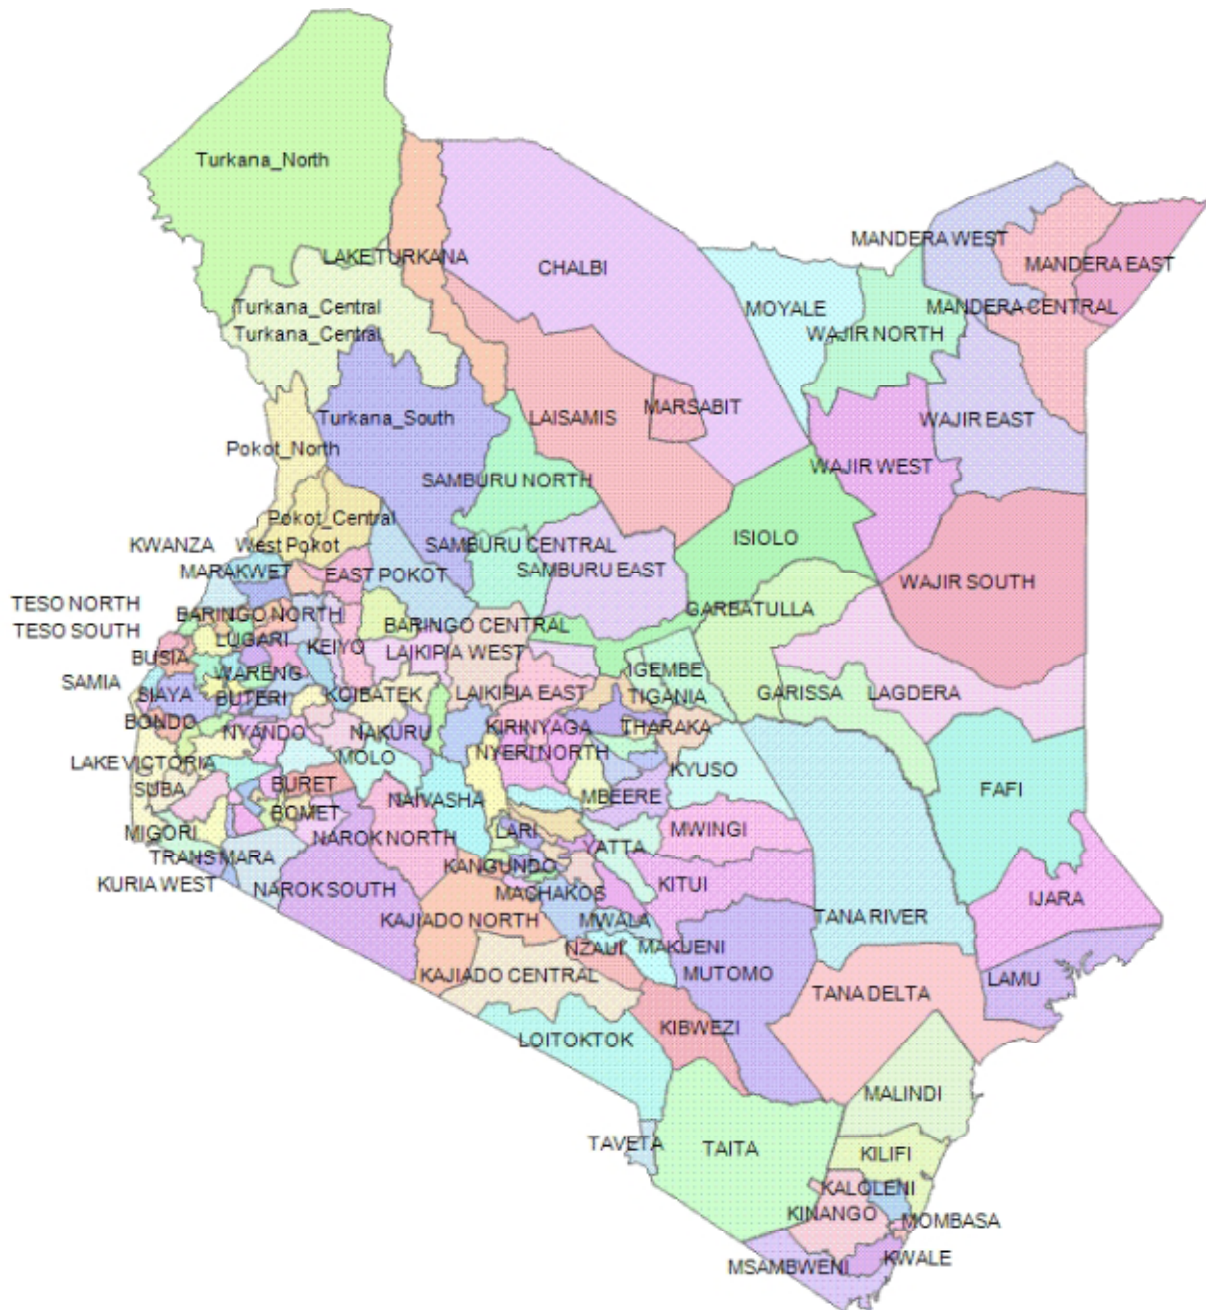 Turkana_North
MANDERA WEST
LAKE TURKANA
CHALBI
MANDERA EAST
Turkana_Central
MOYALE
MANDERA CENTRAL
Turkana_Central
WAJIR NORTH
MARSABIT
Turkana_South
LAISAMIS
WAJIR EAST
Pokot_North
WAJIR WEST
SAMBURU NORTH
Pokot_Central
ISIOLO
KWANZA
West Pokot
SAMBURU CENTRAL
MARAKWET
EAST POKOT
SAMBURU EAST
WAJIR SOUTH
TESO NORTH
BARINGO NORTH
GARBATULLA
TESO SOUTH
BARINGO CENTRAL
LUGARI
KEIYO
LAIKIPIA WEST
BUSIA
WARENG
IGEMBE
SAMIA
SIAYA
BUTERI
KOIBATEK
LAIKIPIA EAST
TIGANIA
GARISSA
LAGDERA
BONDO
NYANDO
NAKURU
KIRINYAGA
THARAKA
LAKE VICTORIA
MOLO
NYERI NORTH
KYUSO
SUBA
BURET
NAIVASHA
MBEERE
FAFI
BOMET
MIGORI
NAROK NORTH
LARI
YATTA
MWINGI
TRANS MARA
KANGUNDO
KURIA WEST
NAROK SOUTH
MACHAKOS
KITUI
IJARA
KAJIADO NORTH
MWALA
TANA RIVER
NZAUI
MAKUENI
KAJIADO CENTRAL
MUTOMO
LAMU
TANA DELTA
LOITOKTOK
KIBWEZI
MALINDI
TAVETA
TAITA
KILIFI
KALOLENI
KINANGO
MOMBASA
KWALE
MSAMBWENI